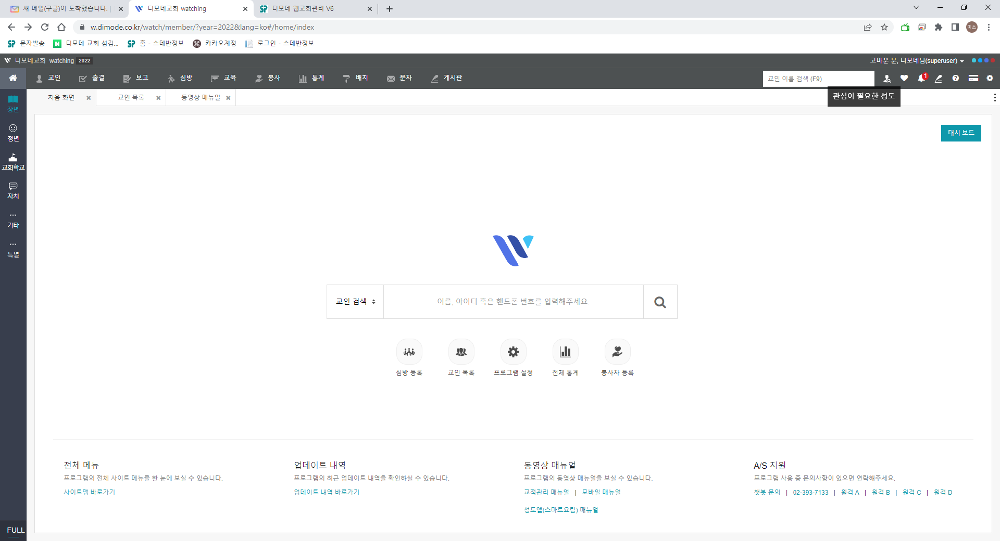 새 메일(구글)이 도착했습니다.
디모데교회 watching
디모데 웹교회관리 V6
w.dimode.co.kr/watch/member/?year=2022&lang=ko#/home/index
미소
문자발송
디모데 교회 섬김...
홈 - 스데반정보
카카오계정
로그인 - 스데반정보
디모데교회 watching 2022
고마운 분, 디모데님(superuser)
교인
출결
보고
심방
교육
봉사
통계
배치
문자
게시판
교인 이름 검색 (F9)
1
관심이 필요한 성도
처음 화면
교인 목록
동영상 매뉴얼
장년
청년
교회학교
자치
기타
특별
FULL
대시 보드
교인 검색
이름, 아이디 혹은 핸드폰 번호를 입력해주세요.
심방 등록
교인 목록
프로그램 설정
전체 통계
봉사자 등록
전체 메뉴
프로그램의 전체 사이트 메뉴를 한 눈에 보실 수 있습니다.
사이트맵 바로가기
업데이트 내역
프로그램의 최근 업데이트 내역을 확인하실 수 있습니다.
업데이트 내역 바로가기
동영상 매뉴얼
프로그램의 동영상 매뉴얼을 보실 수 있습니다.
교적관리 매뉴얼 | 모바일 매뉴얼
성도앱(스마트요람) 매뉴얼
A/S 지원
프로그램 사용 중 문의사항이 있으면 연락해주세요.
챗봇 문의 | 02-393-7133 | 원격 A | 원격 B | 원격 C | 원격 D